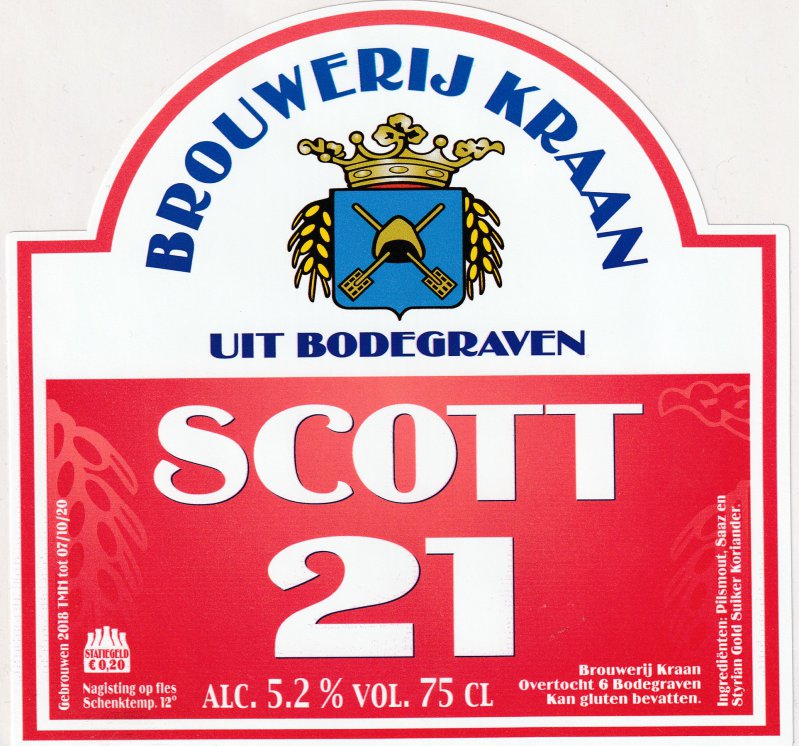 BROUWERIJ KRAAN
UIT BODEGRAVEN
SCOTT
21
Gebrouwen 2018 TMH tot 07/10/20
STATIEGELD
€ 0,20
Nagisting op fles
Schenktemp. 12°
ALC. 5.2 % VOL. 75 CL
Brouwerij Kraan
Overtocht 6 Bodegraven
Kan gluten bevatten.
Ingrediënten: Pilsmout, Saaz en
Styrian Gold Suiker Koriander.